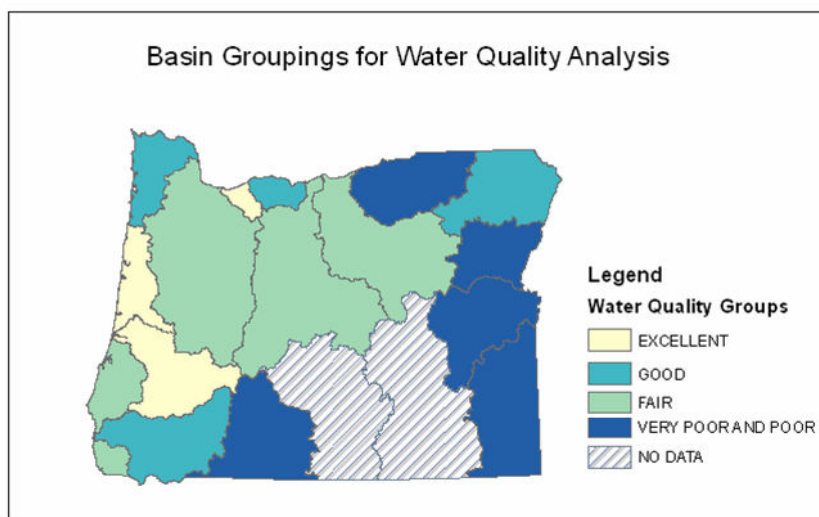 Basin Groupings for Water Quality Analysis
Legend
Water Quality Groups
EXCELLENT
GOOD
FAIR
VERY POOR AND POOR
NO DATA